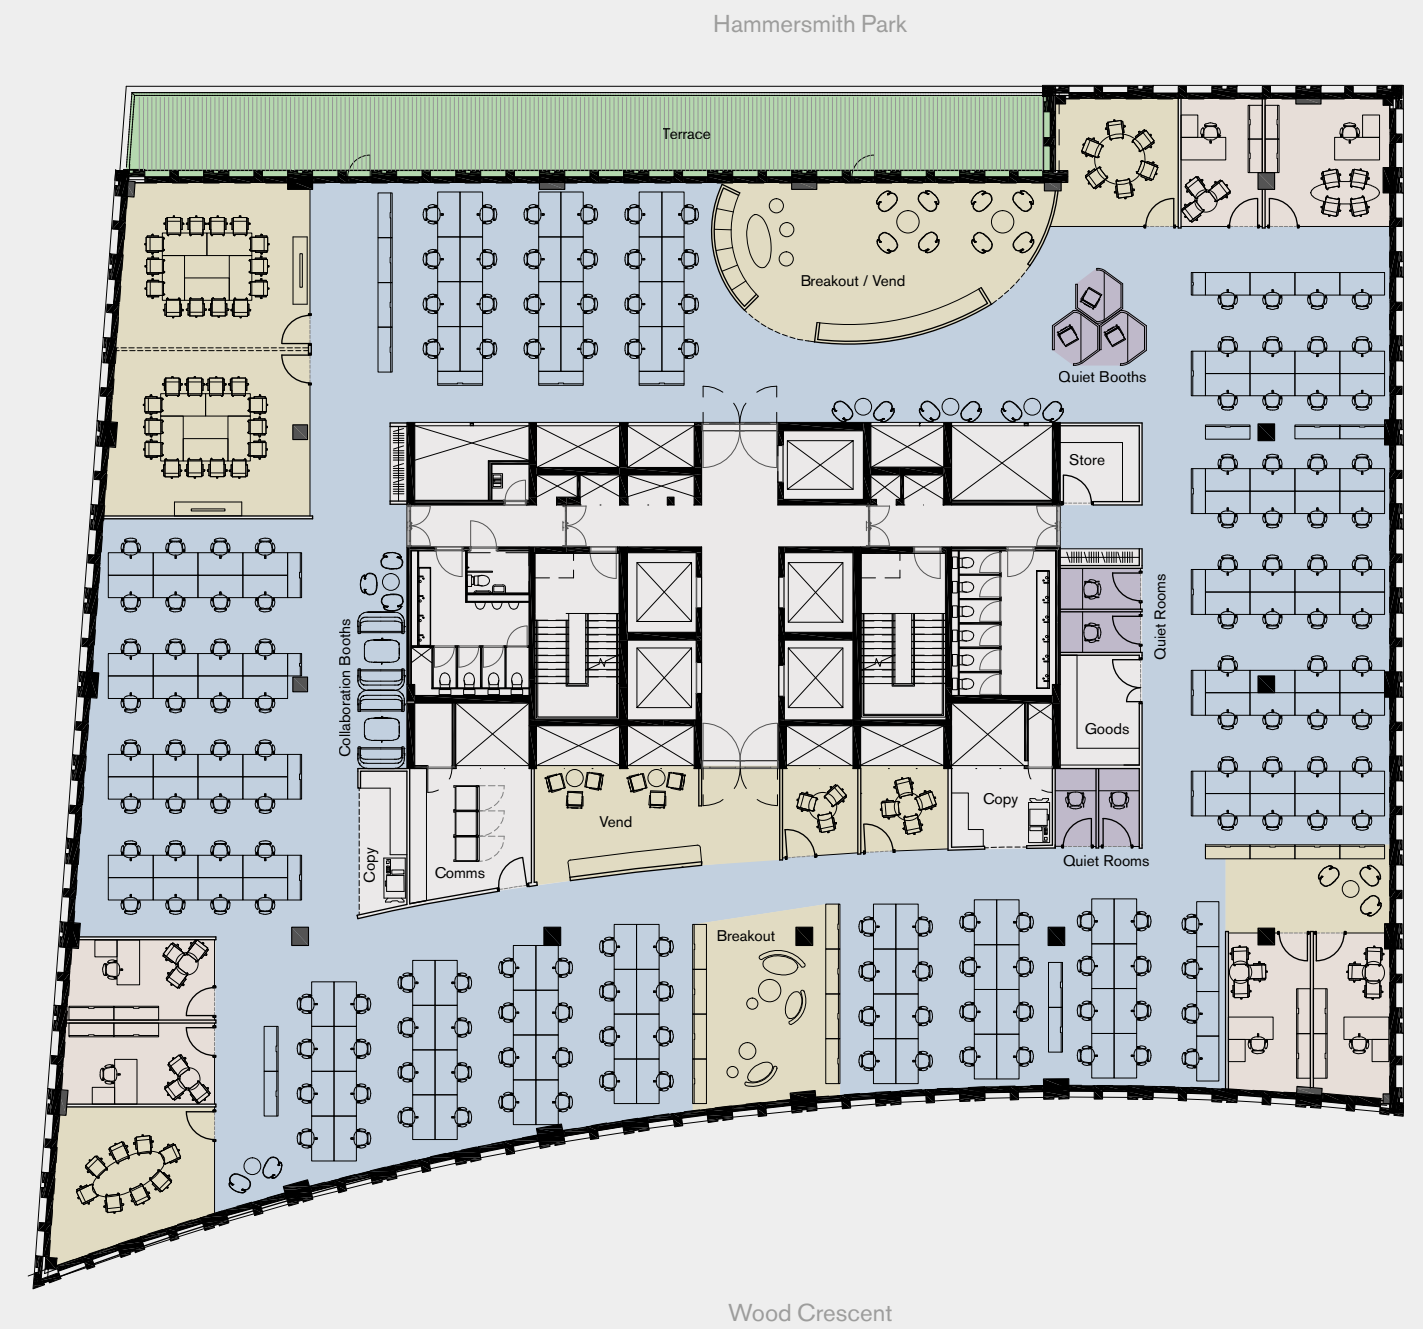 Hammersmith Park
Terrace
Breakout / Vend
Quiet Booths
Store
Quiet Rooms
Collaboration Booths
Goods
Copy
Vend
Quiet Rooms
Copy
Comms
Breakout
Wood Crescent